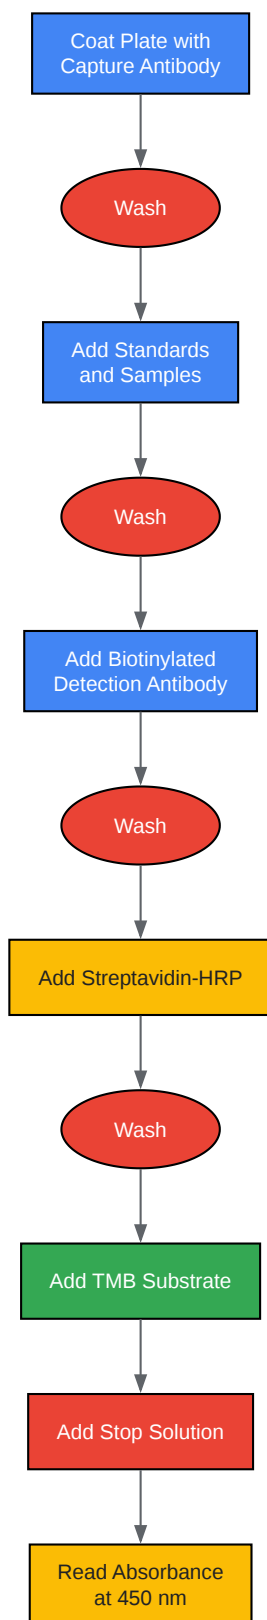 Coat Plate with
Capture Antibody
Wash
Add Standards
and Samples
Wash
Add Biotinylated
Detection Antibody
Wash
Add Streptavidin-HRP
Wash
Add TMB Substrate
Add Stop Solution
Read Absorbance
at 450 nm